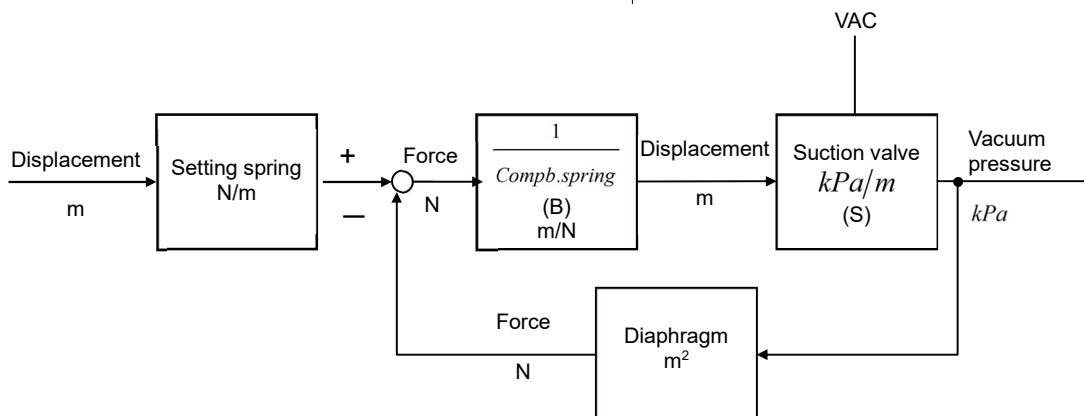 VAC
Displacement
m
Setting spring
N/m
+
—
Force
N
1
Compb.spring
(B)
m/N
Displacement
m
Suction valve
kPa/m
(S)
Vacuum
pressure
kPa
Force
N
Diaphragm
m²